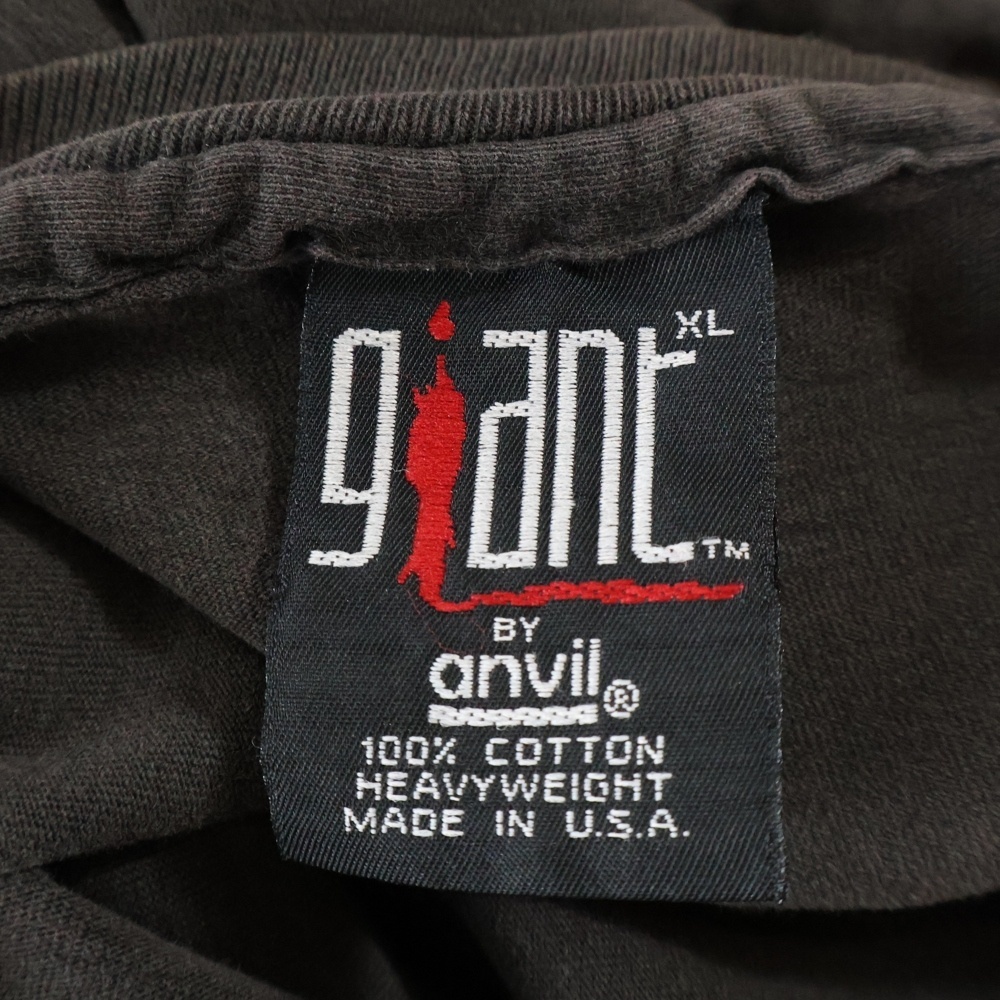 giant XL ™
BY
anvil®
100% COTTON
HEAVYWEIGHT
MADE IN U.S.A.